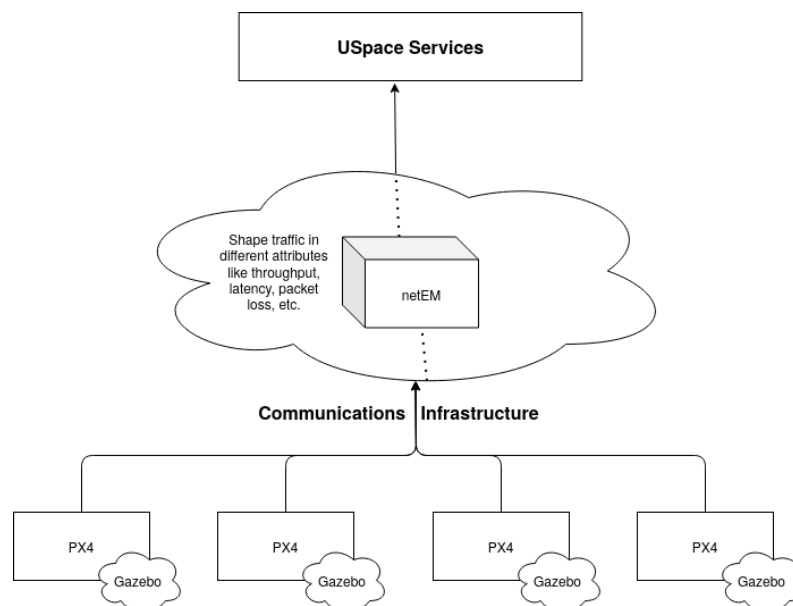 USpace Services
Shape traffic in
different attributes
like throughput,
latency, packet
loss, etc.
netEM
Communications Infrastructure
PX4
Gazebo
PX4
Gazebo
PX4
Gazebo
PX4
Gazebo